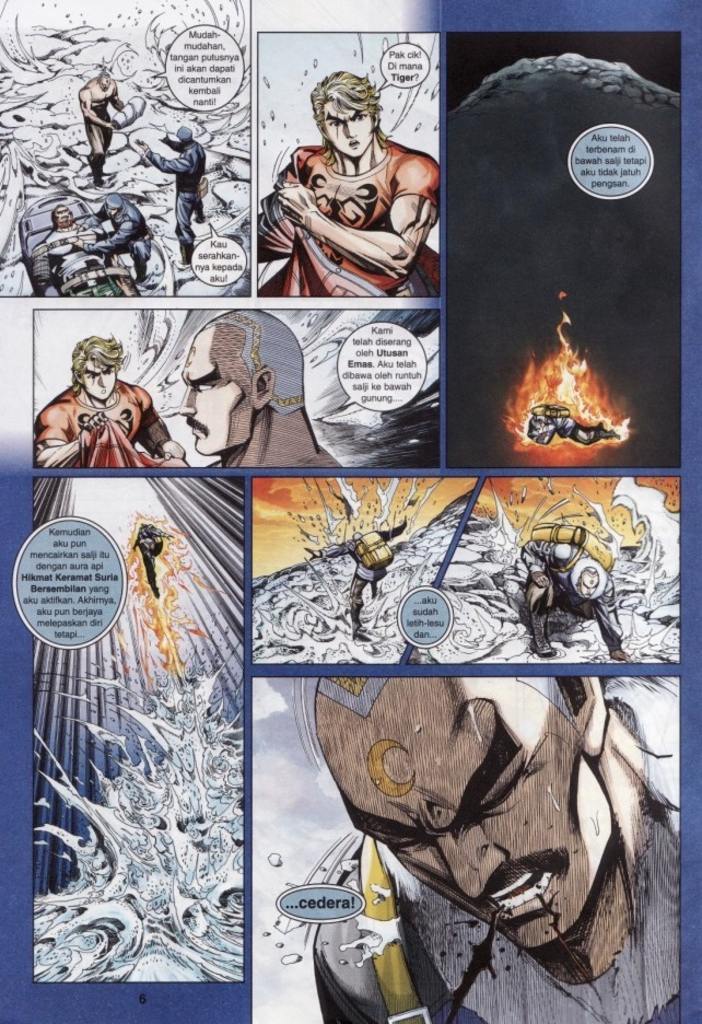 Mudah-
mudahan,
tangan putusnya
ini akan dapati
dicantumkan
kembali
nanti!
Kau
serahkan-
nya kepada
aku!
Pak cik!
Di mana
Tiger?
Aku telah
terbenam di
bawah salji tetapi
aku tidak jatuh
pengsan.
Kami
telah diserang
oleh Utusan
Emas. Aku telah
dibawa oleh runtuh
salji ke bawah
gunung....
Kemudian
aku pun
mencairkan salji itu
dengan aura api
Hikmat Keramat Suria
Bersembilan yang
aku aktifkan. Akhirnya,
aku pun berjaya
melepaskan diri
tetapi...
...aku
sudah
letih-lesu
dan...
...cedera!
6